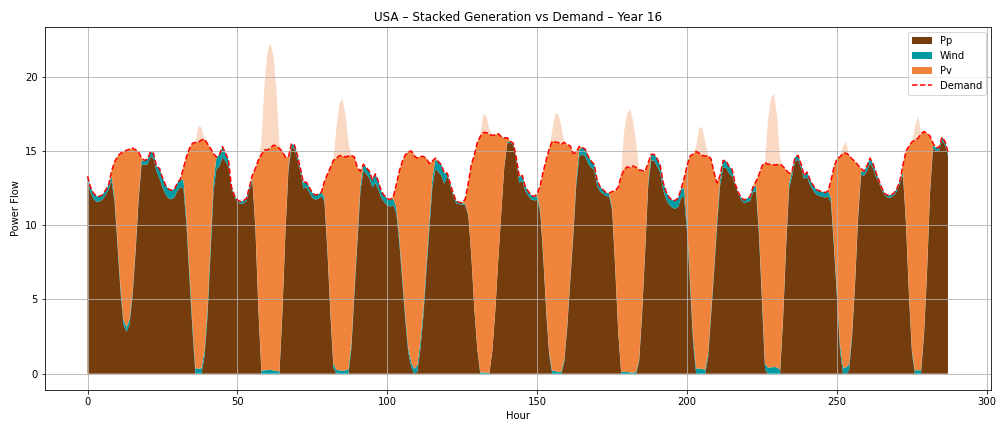 USA – Stacked Generation vs Demand – Year 16
Pp
Wind
Pv
Demand
Power Flow
20
15
10
5
0
0 50 100 150 200 250 300
Hour